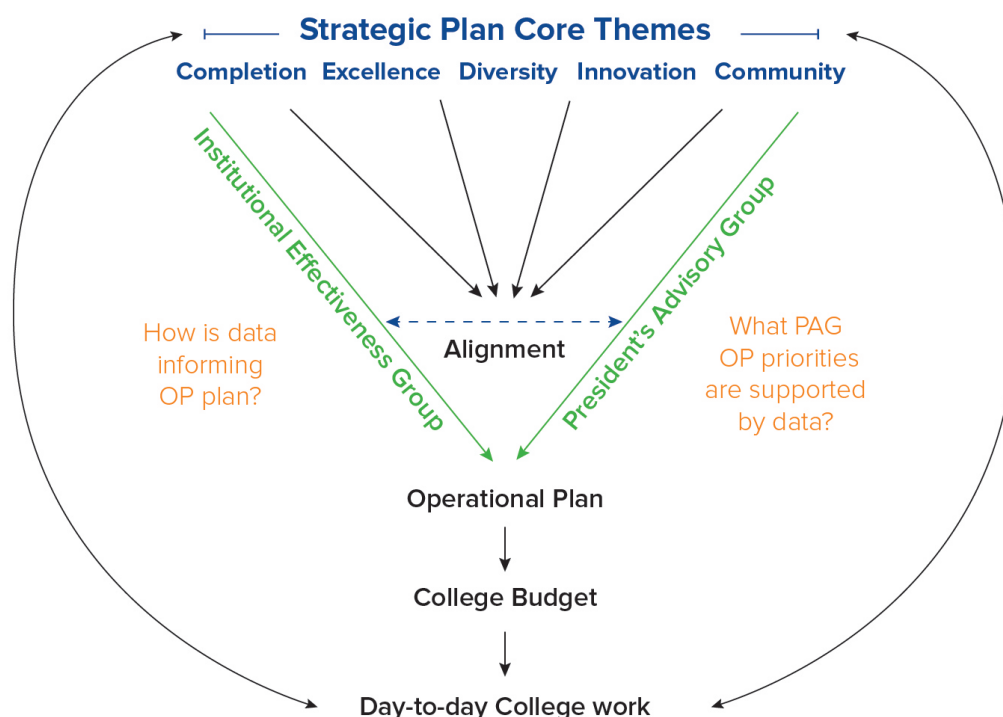 Strategic Plan Core Themes
Completion Excellence Diversity Innovation Community
Institutional Effectiveness Group
President's Advisory Group
How is data
informing
OP plan?
Alignment
What PAG
OP priorities
are supported
by data?
Operational Plan
College Budget
Day-to-day College work